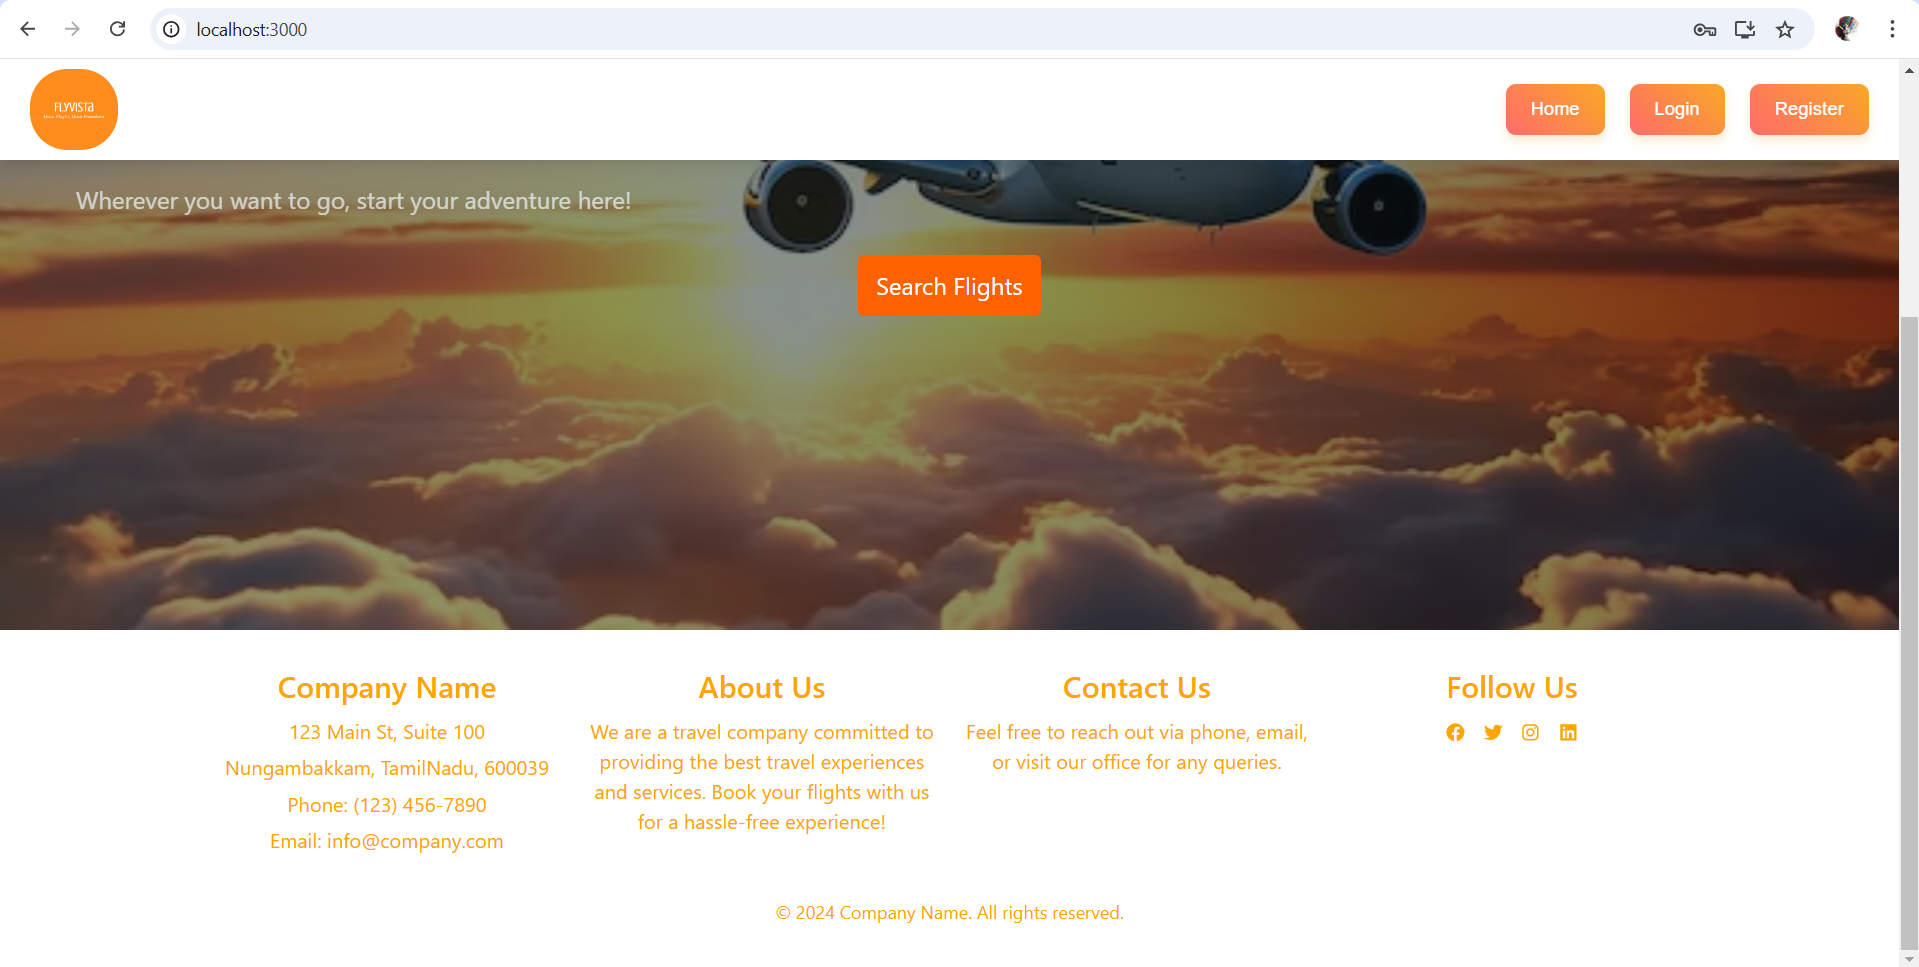 localhost:3000
FLYVISTA
Home
Login
Register
Wherever you want to go, start your adventure here!
Search Flights
Company Name
123 Main St, Suite 100
Nungambakkam, TamilNadu, 600039
Phone: (123) 456-7890
Email: info@company.com
About Us
We are a travel company committed to
providing the best travel experiences
and services. Book your flights with us
for a hassle-free experience!
Contact Us
Feel free to reach out via phone, email,
or visit our office for any queries.
Follow Us
© 2024 Company Name. All rights reserved.